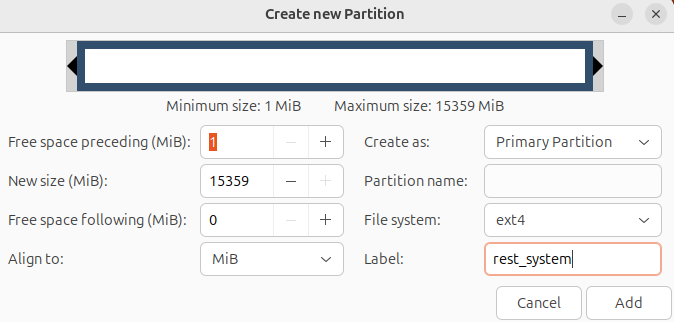 Create new Partition
Minimum size: 1 MiB Maximum size: 15359 MiB
Free space preceding (MiB): 1 Create as: Primary Partition
New size (MiB): 15359 Partition name:
Free space following (MiB): 0 File system: ext4
Align to: MiB Label: rest_system
Cancel Add